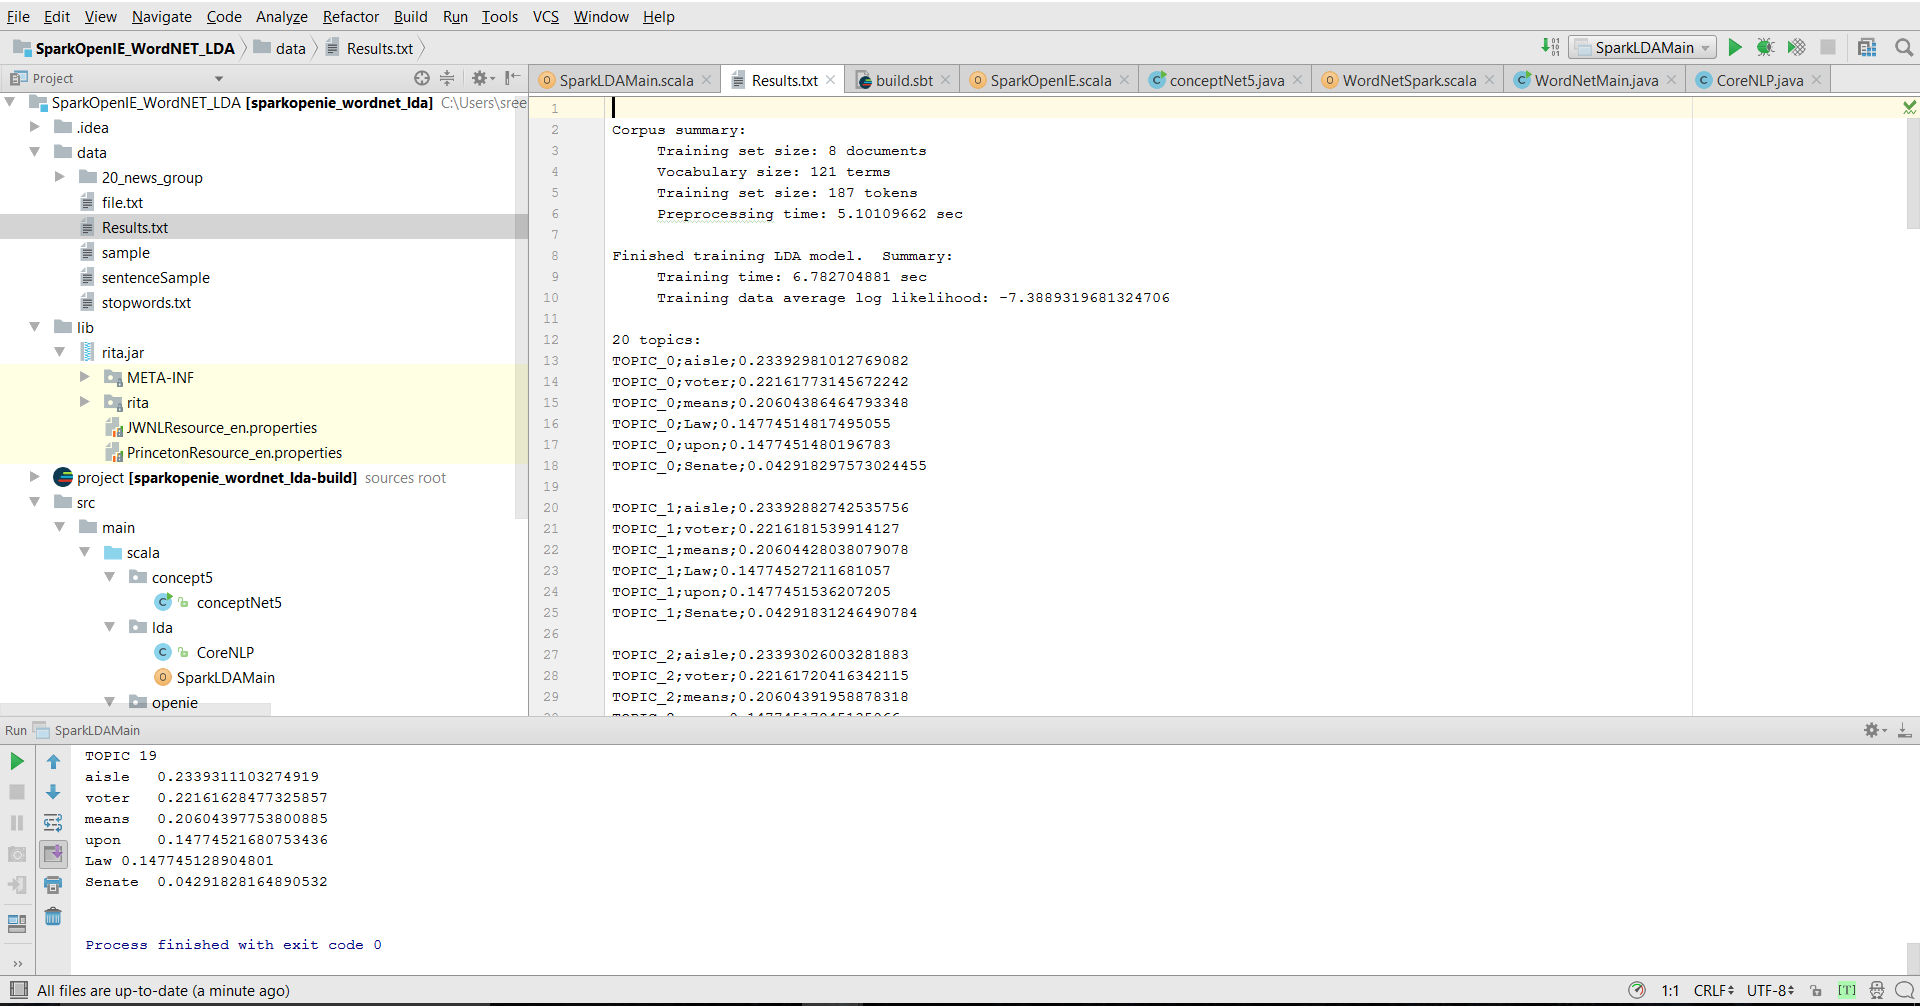 File Edit View Navigate Code Analyze Refactor Build Run Tools VCS Window Help
SparkOpenIE_WordNET_LDA data Results.txt SparkLDAMain
Project
SparkLDAMain.scala Results.txt build.sbt SparkOpenIE.scala conceptNet5.java WordNetSpark.scala WordNetMain.java CoreNLP.java
SparkOpenIE_WordNET_LDA [sparkopenie_wordnet_lda] C:\Users\sree
.idea
data
20_news_group
file.txt
Results.txt
sample
sentenceSample
stopwords.txt
lib
rita.jar
META-INF
rita
JWNLResource_en.properties
PrincetonResource_en.properties
project [sparkopenie_wordnet_lda-build] sources root
src
main
scala
concept5
conceptNet5
lda
CoreNLP
SparkLDAMain
openie
1
2 Corpus summary:
3 Training set size: 8 documents
4 Vocabulary size: 121 terms
5 Training set size: 187 tokens
6 Preprocessing time: 5.10109662 sec
7
8 Finished training LDA model.  Summary:
9 Training time: 6.782704881 sec
10 Training data average log likelihood: -7.3889319681324706
11
12 20 topics:
13 TOPIC_0;aisle;0.23392981012769082
14 TOPIC_0;voter;0.22161773145672242
15 TOPIC_0;means;0.20604386464793348
16 TOPIC_0;Law;0.14774514817495055
17 TOPIC_0;upon;0.1477451480196783
18 TOPIC_0;Senate;0.042918297573024455
19
20 TOPIC_1;aisle;0.23392882742535756
21 TOPIC_1;voter;0.2216181539914127
22 TOPIC_1;means;0.20604428038079078
23 TOPIC_1;Law;0.14774527211681057
24 TOPIC_1;upon;0.1477451536207205
25 TOPIC_1;Senate;0.04291831246490784
26
27 TOPIC_2;aisle;0.23393026003281883
28 TOPIC_2;voter;0.22161720416342115
29 TOPIC_2;means;0.20604391958878318
Run SparkLDAMain
TOPIC 19
aisle 0.2339311103274919
voter 0.22161628477325857
means 0.20604397753800885
upon 0.14774521680753436
Law 0.147745128904801
Senate 0.04291828164890532
Process finished with exit code 0
All files are up-to-date (a minute ago) 1:1 CRLF UTF-8 [T]